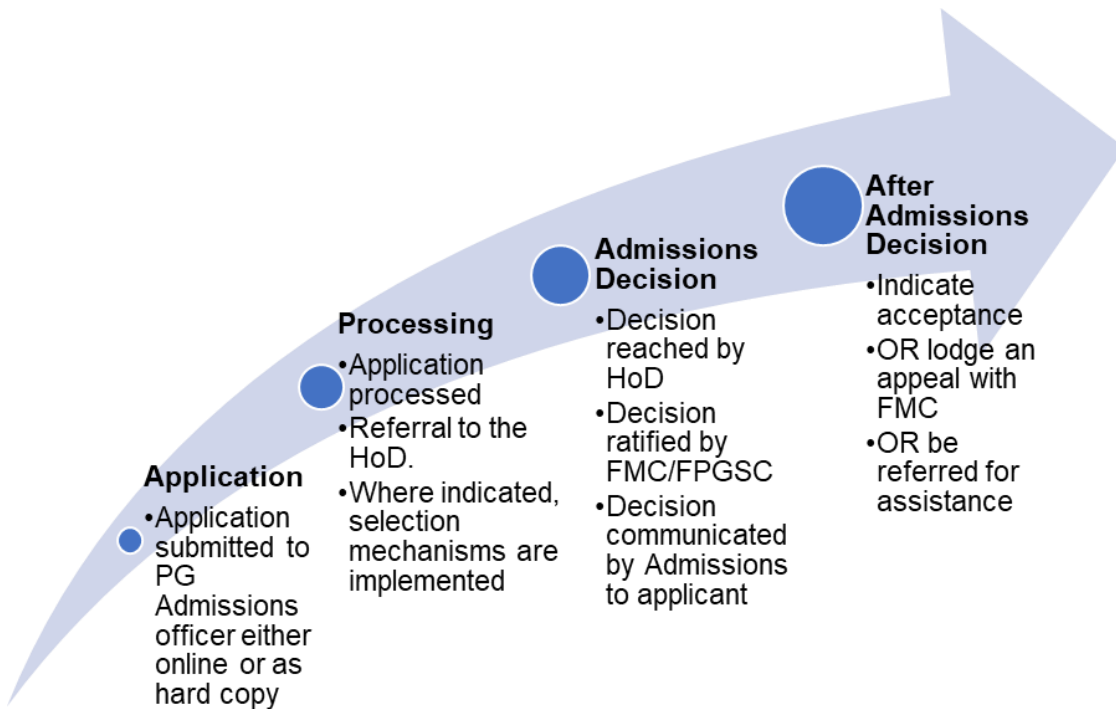 Application
•Application
submitted to
PG
Admissions
officer either
online or as
hard copy
Processing
•Application
processed
•Referral to the
HoD.
•Where indicated,
selection
mechanisms are
implemented
Admissions
Decision
•Decision
reached by
HoD
•Decision
ratified by
FMC/FPGSC
•Decision
communicated
by Admissions
to applicant
After
Admissions
Decision
•Indicate
acceptance
•OR lodge an
appeal with
FMC
•OR be
referred for
assistance